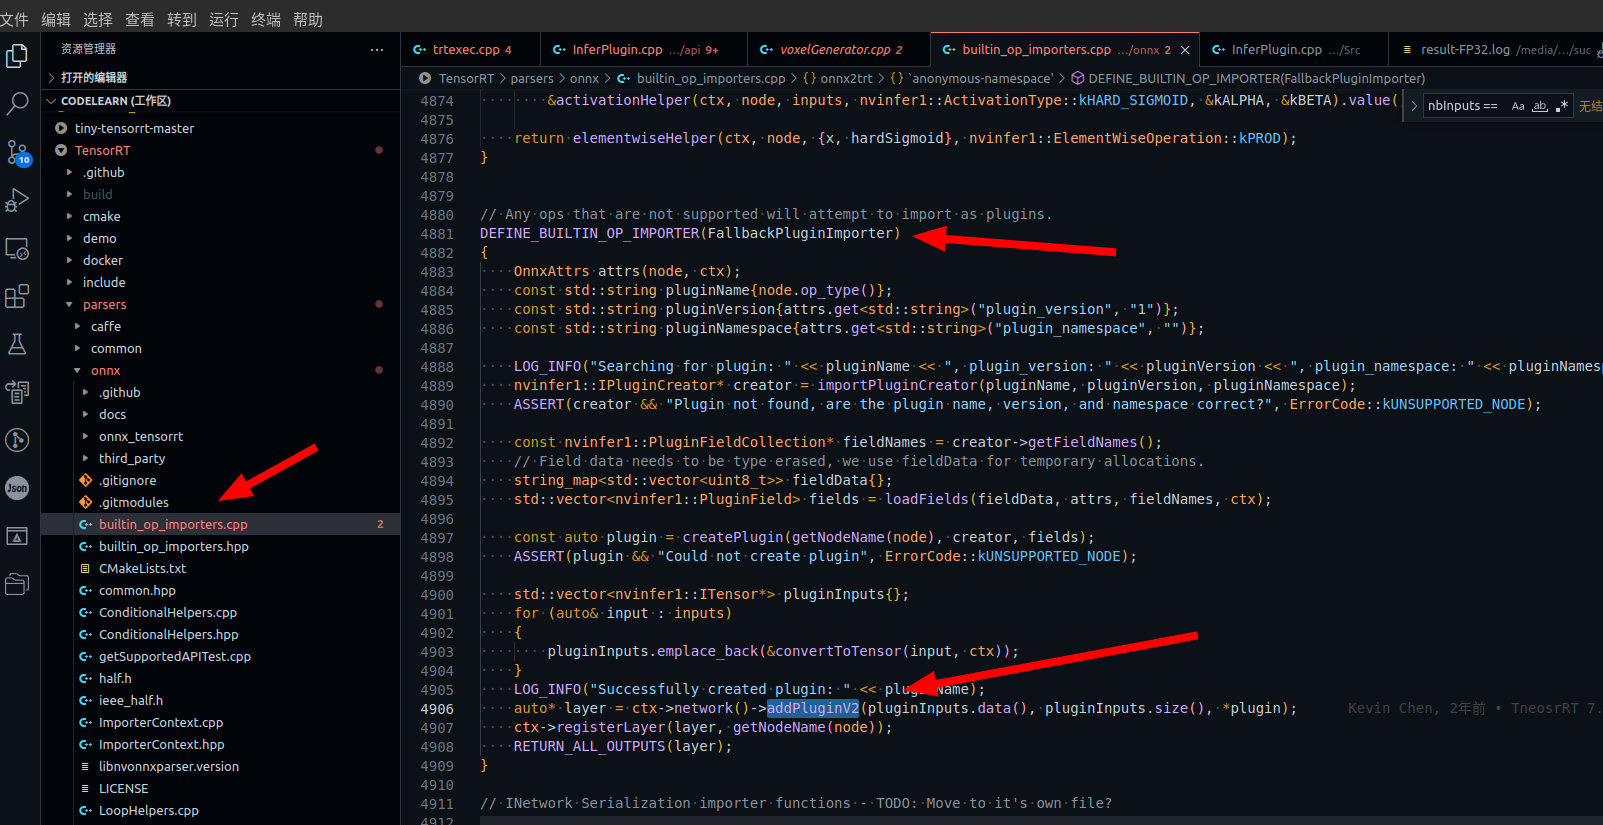 文件 编辑 选择 查看 转到 运行 终端 帮助
资源管理器 ···
打开的编辑器
CODELEARN (工作区)
tiny-tensorrt-master
TensorRT
.github
build
cmake
demo
docker
include
parsers
caffe
common
onnx
.github
docs
onnx_tensorrt
third_party
.gitignore
.gitmodules
builtin_op_importers.cpp 2
builtin_op_importers.hpp
CMakeLists.txt
common.hpp
ConditionalHelpers.cpp
ConditionalHelpers.hpp
getSupportedAPITest.cpp
half.h
ieee_half.h
ImporterContext.cpp
ImporterContext.hpp
libnvonnxparser.version
LICENSE
LoopHelpers.cpp
10
Json
trtexec.cpp 4 InferPlugin.cpp .../api 9+ voxelGenerator.cpp 2 builtin_op_importers.cpp .../onnx 2 InferPlugin.cpp .../Src result-FP32.log /media/.../suc
TensorRT > parsers > onnx > builtin_op_importers.cpp > {} onnx2trt > {} `anonymous-namespace' > DEFINE_BUILTIN_OP_IMPORTER(FallbackPluginImporter)
nbInputs == Aa ab .* 无结
4874 &activationHelper(ctx, node, inputs, nvinfer1::ActivationType::kHARD_SIGMOID, &kALPHA, &kBETA).value(
4875
4876 return elementwiseHelper(ctx, node, {x, hardSigmoid}, nvinfer1::ElementWiseOperation::kPROD);
4877 }
4878
4879
4880 // Any ops that are not supported will attempt to import as plugins.
4881 DEFINE_BUILTIN_OP_IMPORTER(FallbackPluginImporter)
4882 {
4883 OnnxAttrs attrs(node, ctx);
4884 const std::string pluginName{node.op_type()};
4885 const std::string pluginVersion{attrs.get<std::string>("plugin_version", "1")};
4886 const std::string pluginNamespace{attrs.get<std::string>("plugin_namespace", "")};
4887
4888 LOG_INFO("Searching for plugin: " << pluginName << ", plugin_version: " << pluginVersion << ", plugin_namespace: " << pluginNamesp
4889 nvinfer1::IPluginCreator* creator = importPluginCreator(pluginName, pluginVersion, pluginNamespace);
4890 ASSERT(creator && "Plugin not found, are the plugin name, version, and namespace correct?", ErrorCode::kUNSUPPORTED_NODE);
4891
4892 const nvinfer1::PluginFieldCollection* fieldNames = creator->getFieldNames();
4893 // Field data needs to be type erased, we use fieldData for temporary allocations.
4894 string_map<std::vector<uint8_t>> fieldData{};
4895 std::vector<nvinfer1::PluginField> fields = loadFields(fieldData, attrs, fieldNames, ctx);
4896
4897 const auto plugin = createPlugin(getNodeName(node), creator, fields);
4898 ASSERT(plugin && "Could not create plugin", ErrorCode::kUNSUPPORTED_NODE);
4899
4900 std::vector<nvinfer1::ITensor*> pluginInputs{};
4901 for (auto& input : inputs)
4902 {
4903 pluginInputs.emplace_back(&convertToTensor(input, ctx));
4904 }
4905 LOG_INFO("Successfully created plugin: " << pluginName);
4906 auto* layer = ctx->network()->addPluginV2(pluginInputs.data(), pluginInputs.size(), *plugin); Kevin Chen, 2年前 • TneosrRT 7.
4907 ctx->registerLayer(layer, getNodeName(node));
4908 RETURN_ALL_OUTPUTS(layer);
4909 }
4910
4911 // INetwork Serialization importer functions - TODO: Move to it's own file?
4912